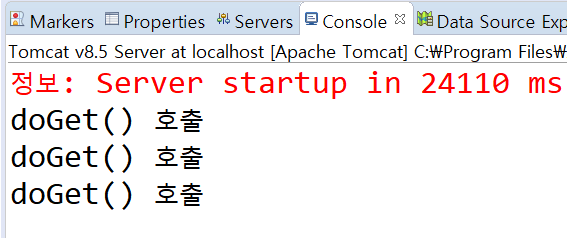 Markers Properties Servers Console Data Source Exp
Tomcat v8.5 Server at localhost [Apache Tomcat] C:₩Program Files₩
정보: Server startup in 24110 ms
doGet() 호출
doGet() 호출
doGet() 호출